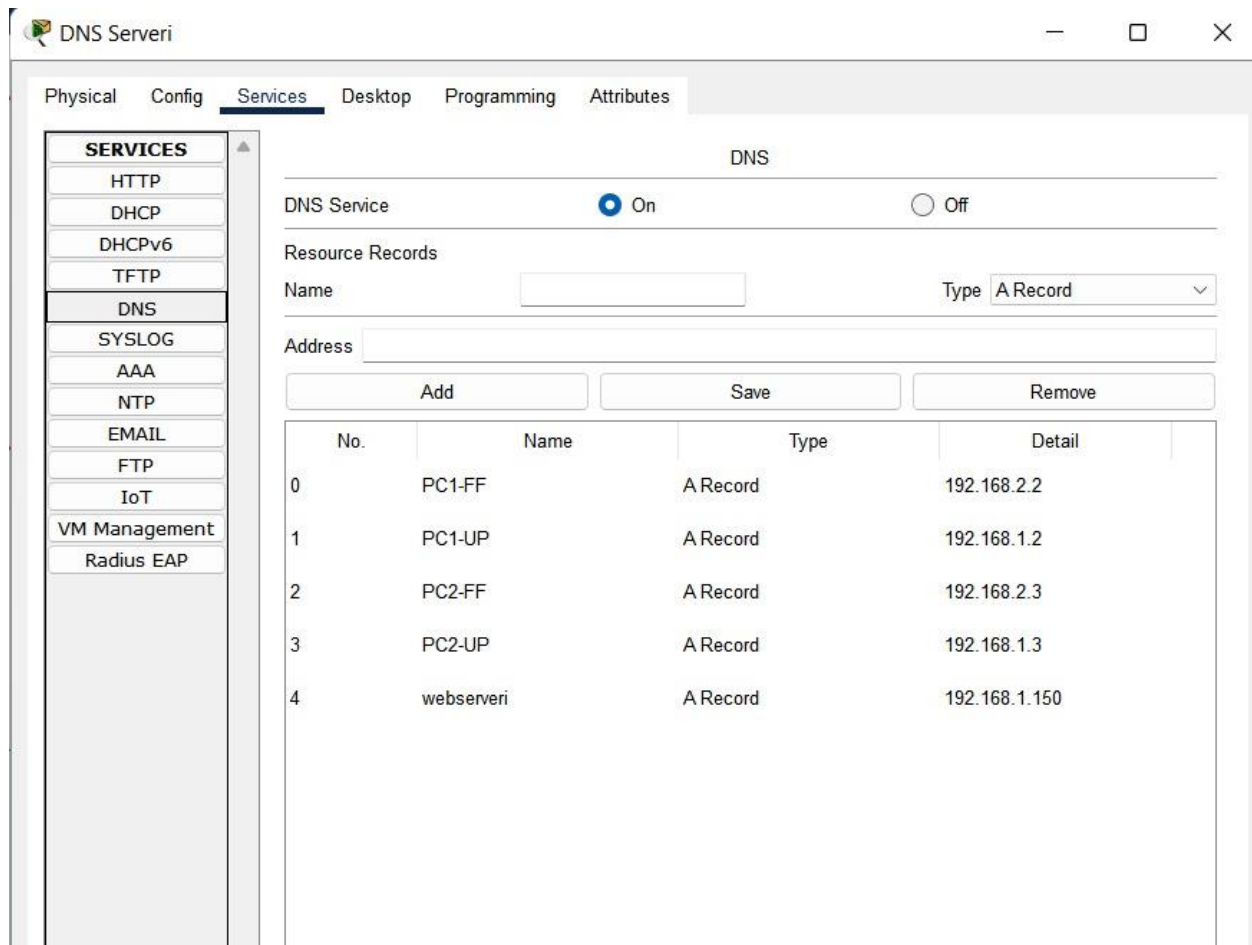 DNS Serveri
Physical Config Services Desktop Programming Attributes
SERVICES
HTTP
DHCP
DHCPv6
TFTP
DNS
SYSLOG
AAA
NTP
EMAIL
FTP
IoT
VM Management
Radius EAP
DNS
DNS Service On Off
Resource Records
Name Type A Record
Address
Add Save Remove
No. Name Type Detail
0 PC1-FF A Record 192.168.2.2
1 PC1-UP A Record 192.168.1.2
2 PC2-FF A Record 192.168.2.3
3 PC2-UP A Record 192.168.1.3
4 webserveri A Record 192.168.1.150